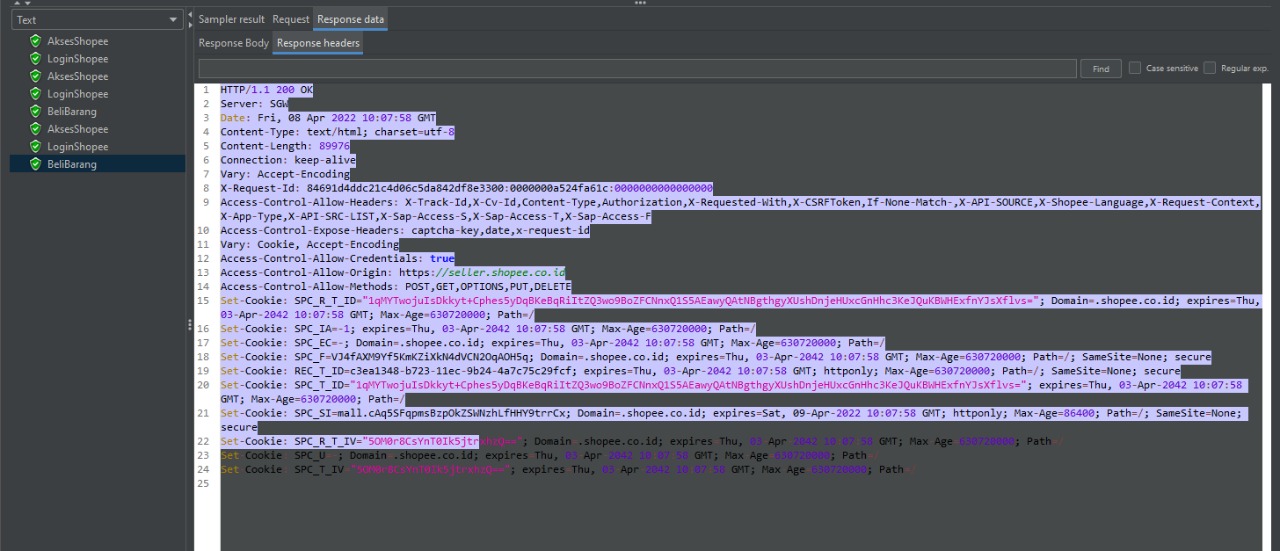 Text
AksesShopee
LoginShopee
AksesShopee
LoginShopee
BeliBarang
AksesShopee
LoginShopee
BeliBarang
Sampler result Request Response data
Response Body Response headers
Find Case sensitive Regular exp.
1 HTTP/1.1 200 OK
2 Server: SGW
3 Date: Fri, 08 Apr 2022 10:07:58 GMT
4 Content-Type: text/html; charset=utf-8
5 Content-Length: 89976
6 Connection: keep-alive
7 Vary: Accept-Encoding
8 X-Request-Id: 84691d4ddc21c4d06c5da842df8e3300:0000000a524fa61c:0000000000000000
9 Access-Control-Allow-Headers: X-Track-Id,X-Cv-Id,Content-Type,Authorization,X-Requested-With,X-CSRFToken,If-None-Match-,X-API-SOURCE,X-Shopee-Language,X-Request-Context,
X-App-Type,X-API-SRC-LIST,X-Sap-Access-S,X-Sap-Access-T,X-Sap-Access-F
10 Access-Control-Expose-Headers: captcha-key,date,x-request-id
11 Vary: Cookie, Accept-Encoding
12 Access-Control-Allow-Credentials: true
13 Access-Control-Allow-Origin: https://seller.shopee.co.id
14 Access-Control-Allow-Methods: POST,GET,OPTIONS,PUT,DELETE
15 Set-Cookie: SPC_R_T_ID="1qMYTwojuIsDkkyt+Cphes5yDqBKeBqRiItZQ3wo9BoZFCNnxQ1S5AEawyQAtNBgthgyXUshDnjeHUxcGnHhc3KeJQuKBWHExfnYJsXflvs="; Domain=.shopee.co.id; expires=Thu,
03-Apr-2042 10:07:58 GMT; Max-Age=630720000; Path=/
16 Set-Cookie: SPC_IA=-1; expires=Thu, 03-Apr-2042 10:07:58 GMT; Max-Age=630720000; Path=/
17 Set-Cookie: SPC_EC=-; Domain=.shopee.co.id; expires=Thu, 03-Apr-2042 10:07:58 GMT; Max-Age=630720000; Path=/
18 Set-Cookie: SPC_F=VJ4fAXM9Yf5KmKZiXkN4dVCN2OqAOH5q; Domain=.shopee.co.id; expires=Thu, 03-Apr-2042 10:07:58 GMT; Max-Age=630720000; Path=/; SameSite=None; secure
19 Set-Cookie: REC_T_ID=c3ea1348-b723-11ec-9b24-4a7c75c29fcf; expires=Thu, 03-Apr-2042 10:07:58 GMT; httponly; Max-Age=630720000; Path=/; SameSite=None; secure
20 Set-Cookie: SPC_T_ID="1qMYTwojuIsDkkyt+Cphes5yDqBKeBqRiItZQ3wo9BoZFCNnxQ1S5AEawyQAtNBgthgyXUshDnjeHUxcGnHhc3KeJQuKBWHExfnYJsXflvs="; expires=Thu, 03-Apr-2042 10:07:58
GMT; Max-Age=630720000; Path=/
21 Set-Cookie: SPC_SI=mall.cAq5SFqpmsBzpOkZSWNzhLfHHY9trrCx; Domain=.shopee.co.id; expires=Sat, 09-Apr-2022 10:07:58 GMT; httponly; Max-Age=86400; Path=/; SameSite=None;
secure
22 Set-Cookie: Domain=.shopee.co.id; expires=Thu, 03-Apr-2042 10:07:58 GMT; Max-Age=630720000; Path=/
23 Set-Cookie: SPC_U=-; Domain=.shopee.co.id; expires=Thu, 03-Apr-2042 10:07:58 GMT; Max-Age=630720000; Path=/
24 Set-Cookie: expires=Thu, 03-Apr-2042 10:07:58 GMT; Max-Age=630720000; Path=/
25